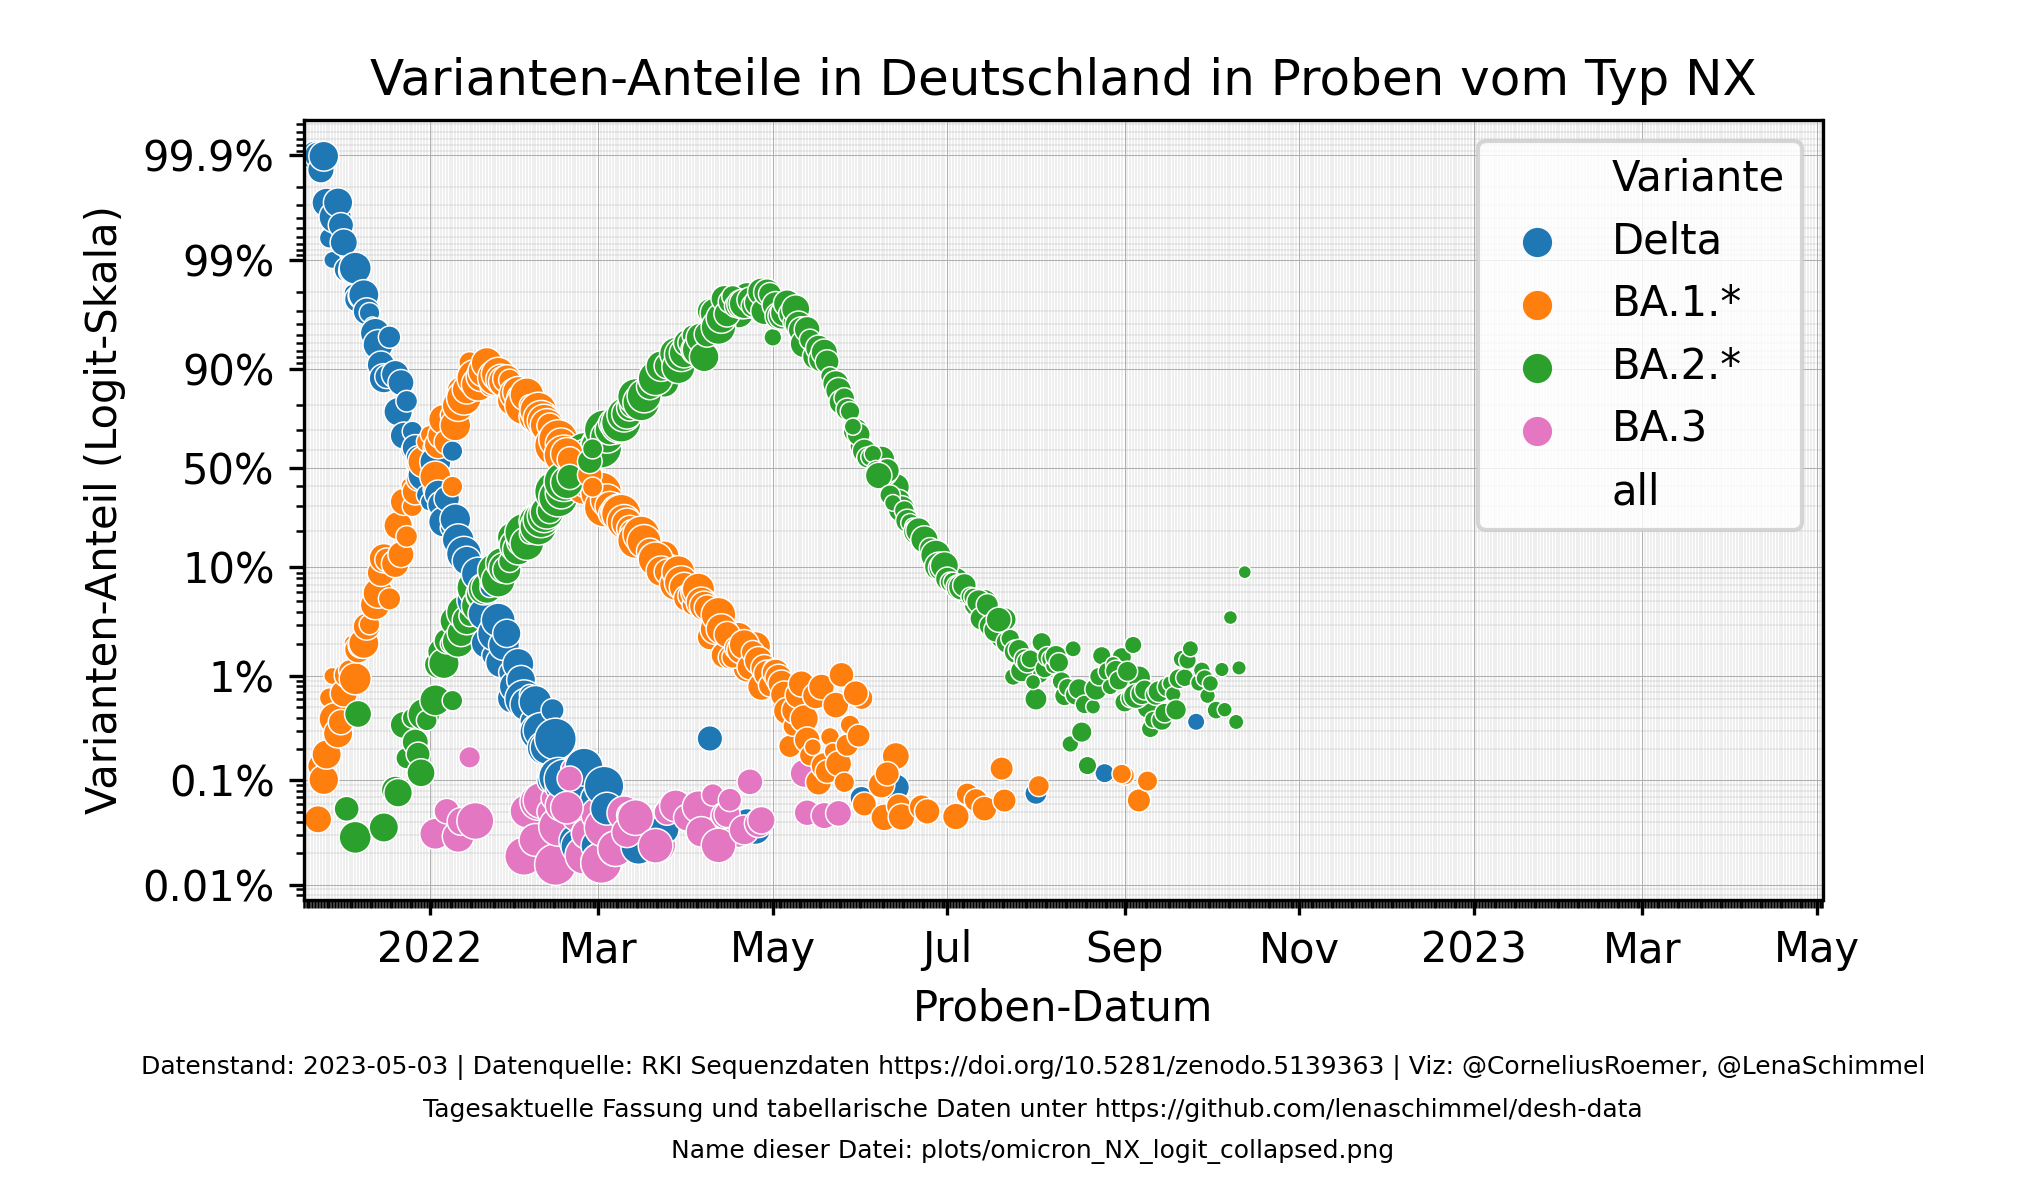 Varianten-Anteile in Deutschland in Proben vom Typ NX
Varianten-Anteil (Logit-Skala)
99.9%
99%
90%
50%
10%
1%
0.1%
0.01%
Variante
Delta
BA.1.*
BA.2.*
BA.3
all
2022 Mar May Jul Sep Nov 2023 Mar May
Proben-Datum
Datenstand: 2023-05-03 | Datenquelle: RKI Sequenzdaten https://doi.org/10.5281/zenodo.5139363 | Viz: @CorneliusRoemer, @LenaSchimmel
Tagesaktuelle Fassung und tabellarische Daten unter https://github.com/lenaschimmel/desh-data
Name dieser Datei: plots/omicron_NX_logit_collapsed.png